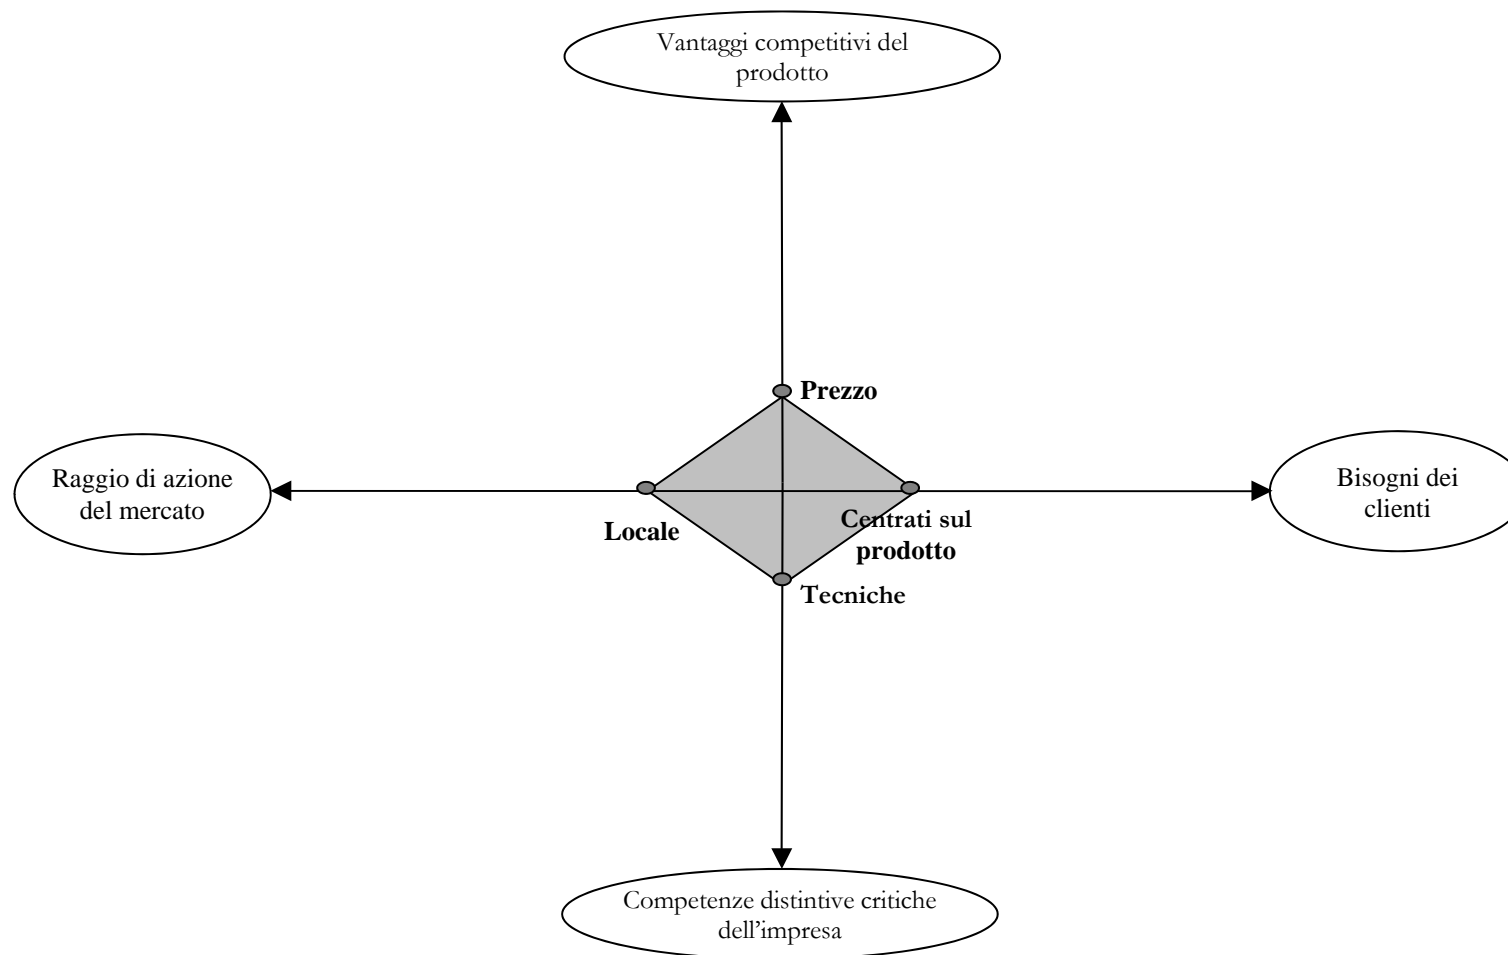 Vantaggi competitivi del
prodotto
Prezzo
Raggio di azione
del mercato
Bisogni dei
clienti
Locale
Centrati sul
prodotto
Tecniche
Competenze distintive critiche
dell’impresa